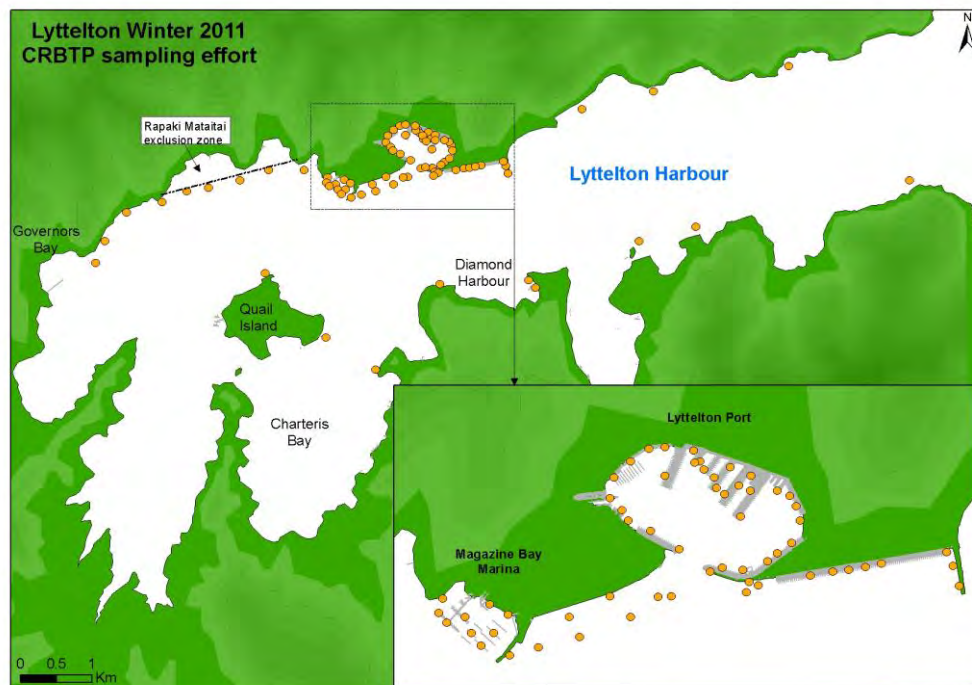 Lyttelton Winter 2011
CRBTP sampling effort
N
Rapaki Mataitai
exclusion zone
Lyttelton Harbour
Governors
Bay
Diamond
Harbour
Quail
Island
Charteris
Bay
Lyttelton Port
Magazine Bay
Marina
0 0.5 1
Km